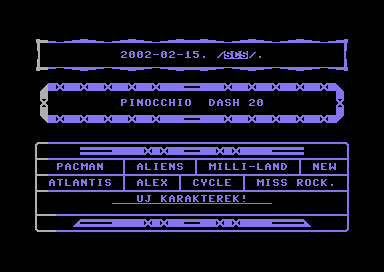 2002-02-15. /SCS/.
PINOCCHIO DASH 20
PACMAN ALIENS MILLI-LAND NEW
ATLANTIS ALEX CYCLE MISS ROCK.
UJ KARAKTEREK!